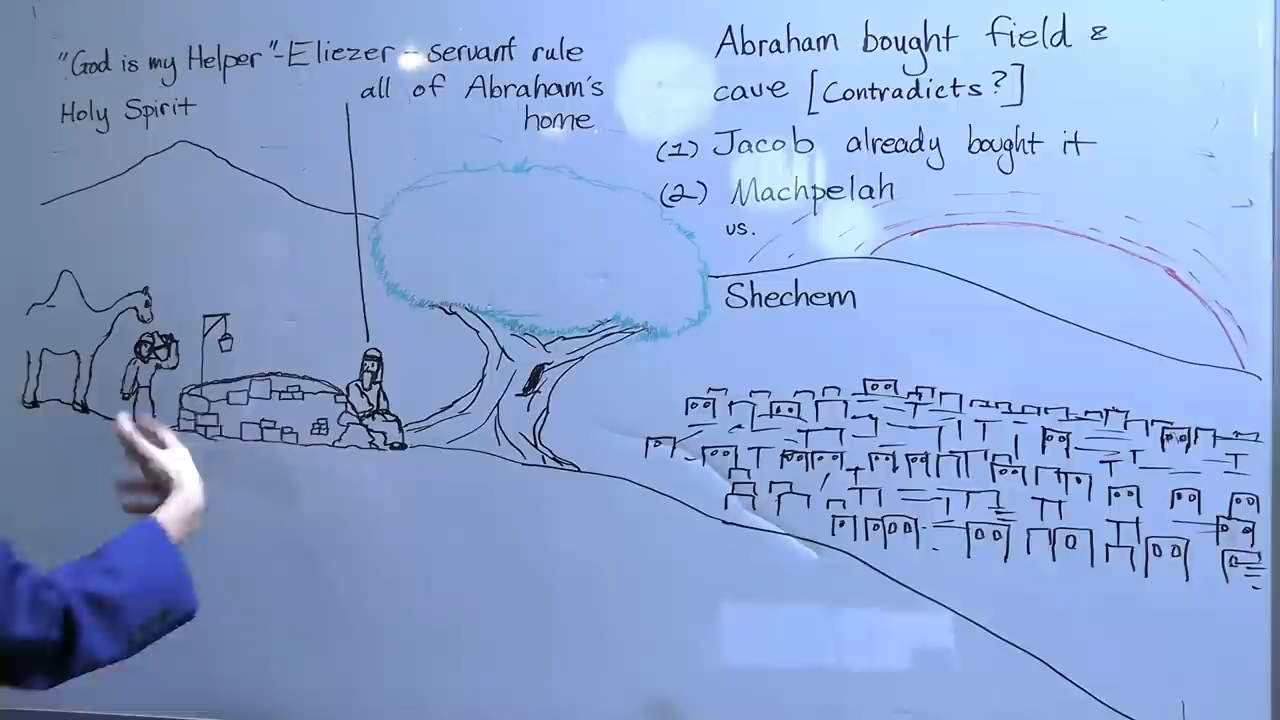 "God is my Helper"-Eliezer - servant rule
all of Abraham's
home
Holy Spirit
Abraham bought field &
cave [Contradicts?]
(1) Jacob already bought it
(2) Machpelah
vs.
Shechem